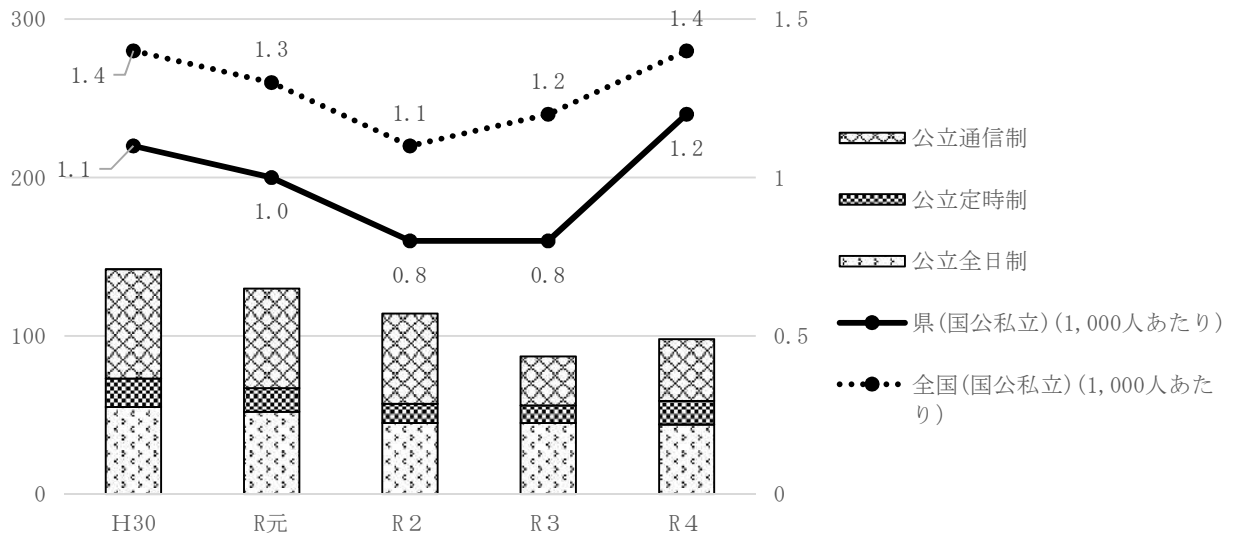 300
200
100
0
1.5
1
0.5
0
1.4
1.3
1.1
1.2
1.4
1.1
1.0
0.8
0.8
1.2
H30
R元
R2
R3
R4
公立通信制
公立定時制
公立全日制
県(国公私立)(1,000人あたり)
全国(国公私立)(1,000人あた
り)